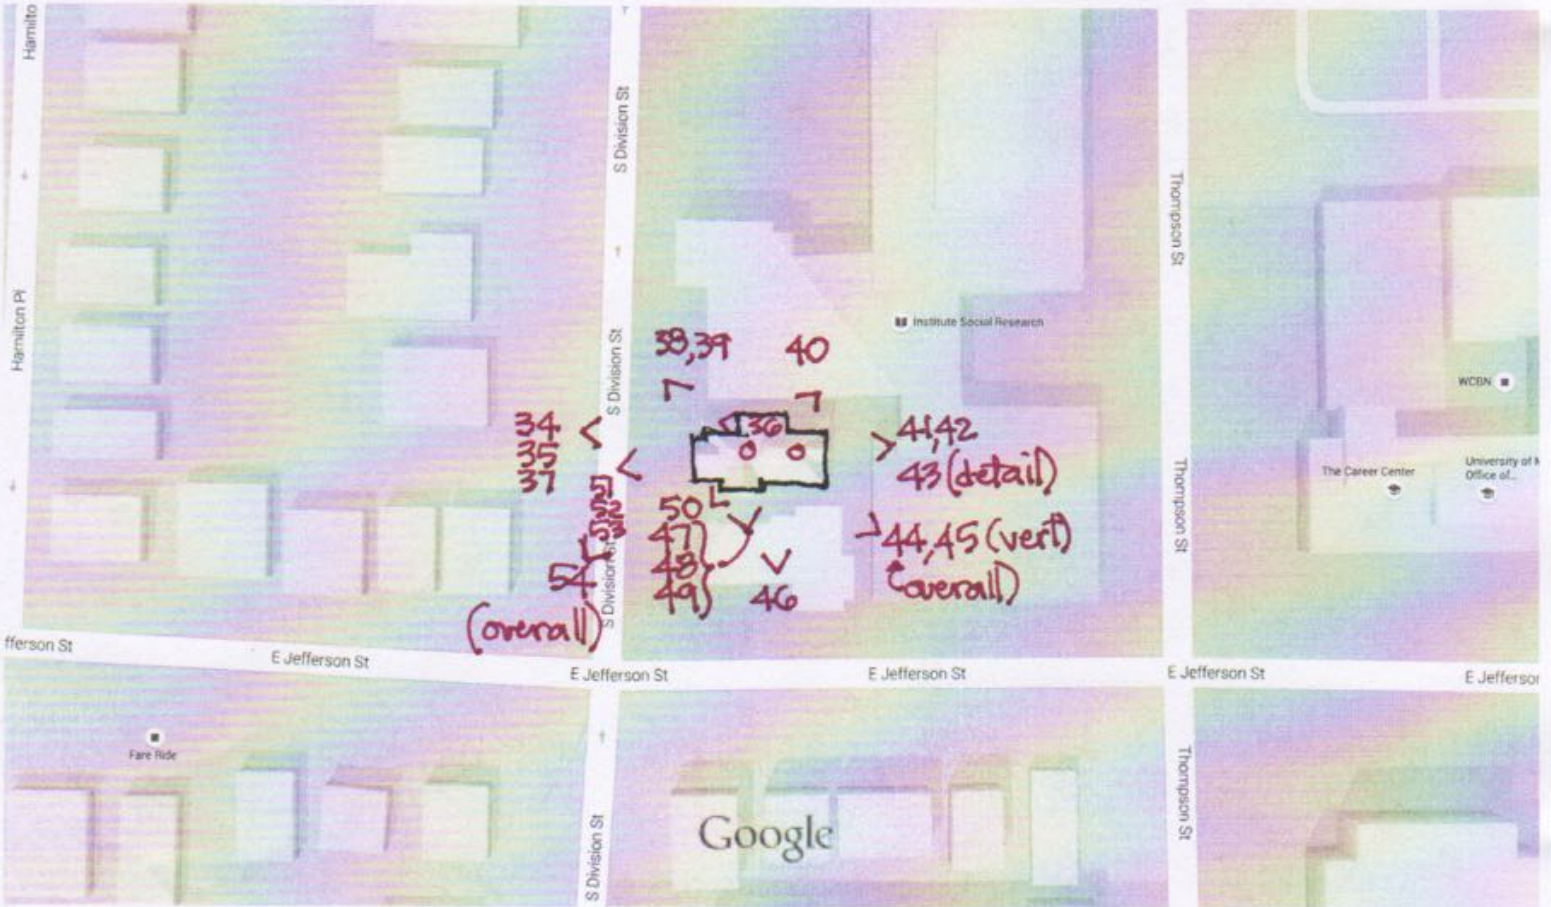 Hamilto
S Division St
Thompson St
Hamilton Pl
S Division St
Institute Social Research
38,39
40
WCBN
34
35
37
36
41,42
43 (detail)
The Career Center
University of M
Office of...
Thompson St
51
52
53
50
47
48
49
46
44,45 (vert)
(overall)
54
(overall)
S Division St
fferson St
E Jefferson St
E Jefferson St
E Jefferson St
E Jefferson St
E Jefferson
Fare Ride
Thompson St
S Division St
Google